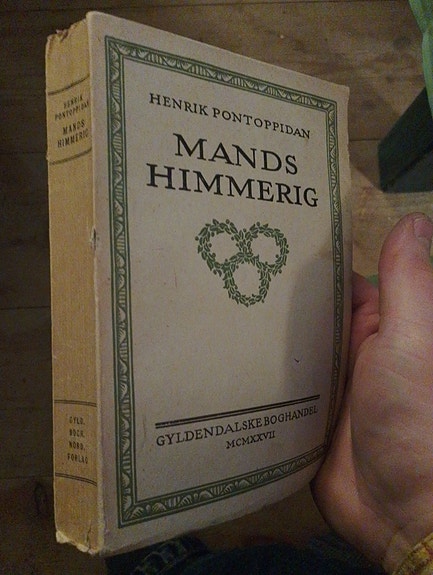 HENRIK
PONTOPPIDAN
MANDS
HIMMERIG
GYLD.
BOGH.
NORD.
FORLAG
HENRIK PONTOPPIDAN
MANDS
HIMMERIG
GYLDENDALSKE BOGHANDEL
MCMXXVII